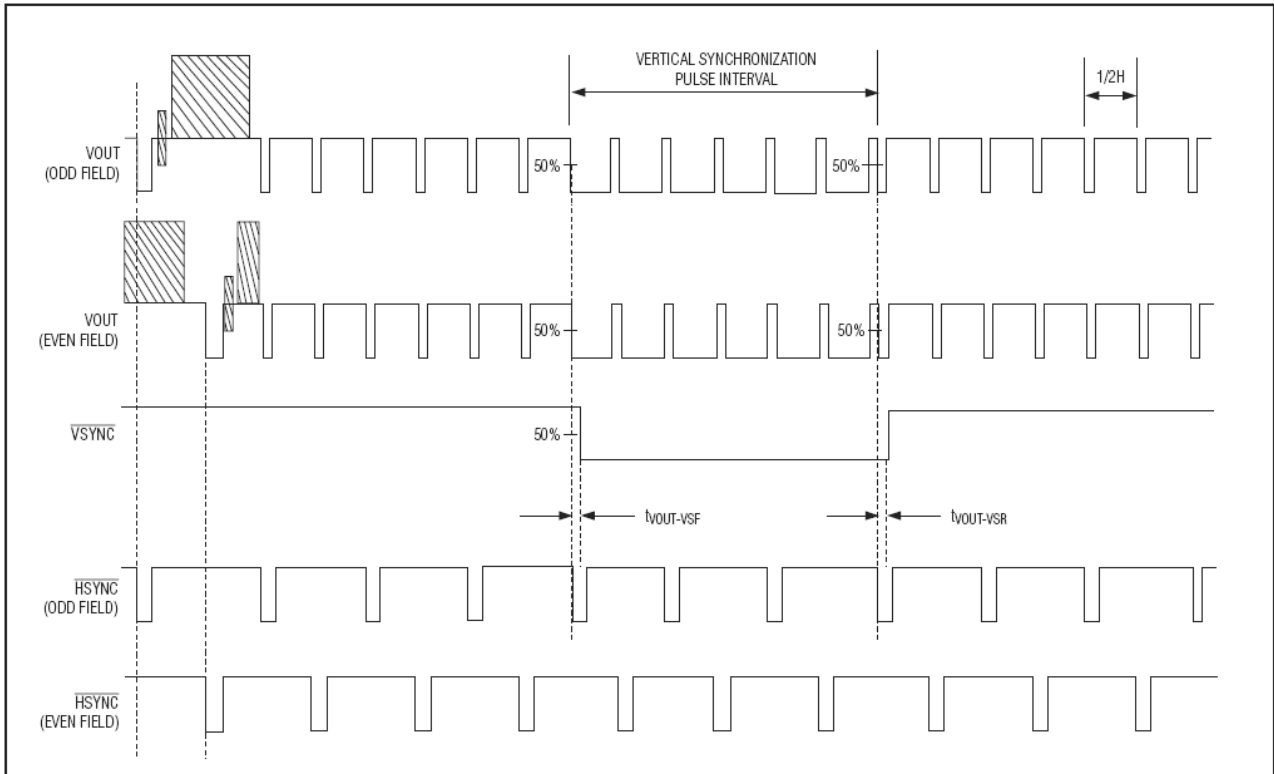 VERTICAL SYNCHRONIZATION
PULSE INTERVAL
1/2H
VOUT
(ODD FIELD)
50%
50%
VOUT
(EVEN FIELD)
50%
50%
VSYNC
50%
tVOUT-VSF
tVOUT-VSR
HSYNC
(ODD FIELD)
HSYNC
(EVEN FIELD)